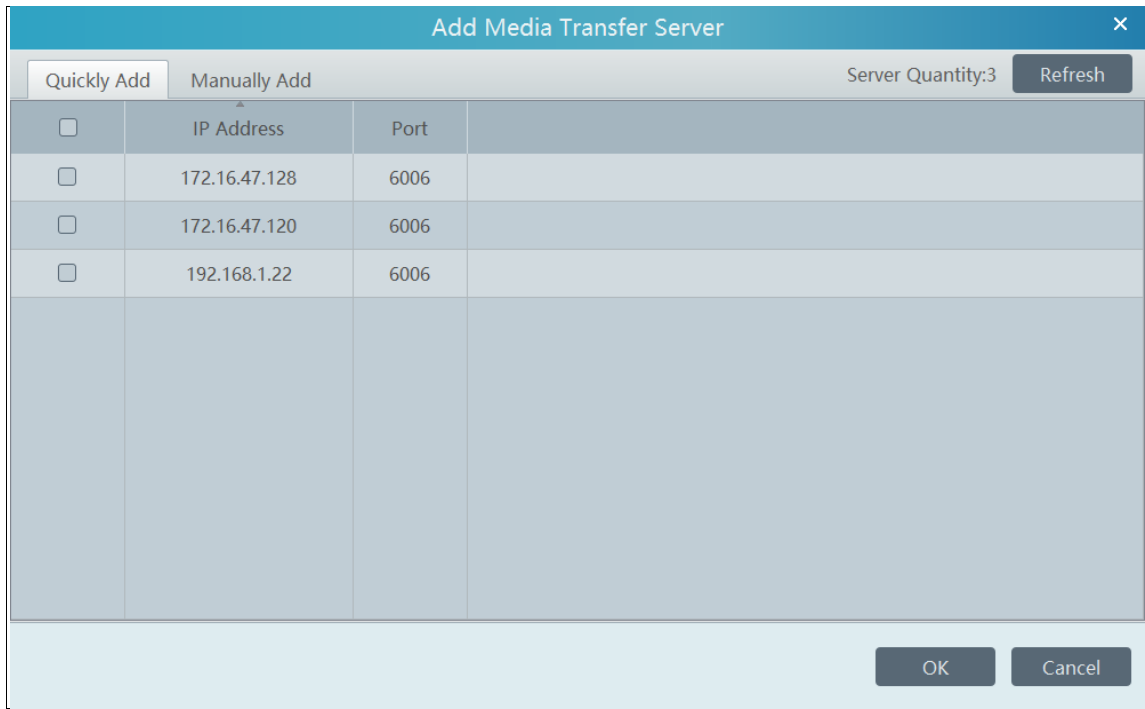 Add Media Transfer Server
Quickly Add Manually Add Server Quantity:3 Refresh
IP Address Port
172.16.47.128 6006
172.16.47.120 6006
192.168.1.22 6006
OK Cancel